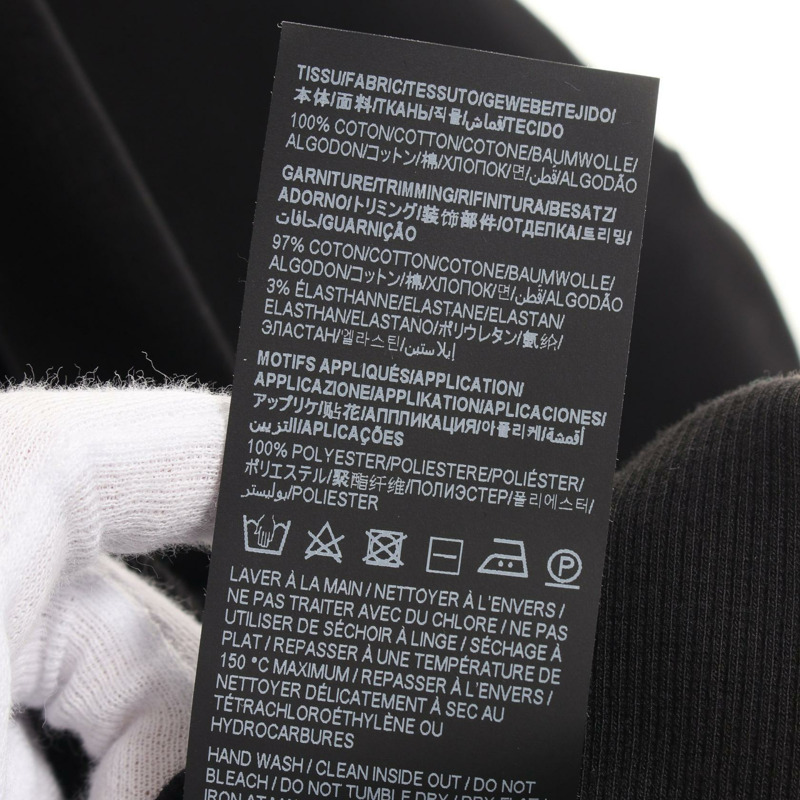 TISSU/FABRIC/TESSUTO/GEWEBE/TEJIDO/
本体/面料/ТКАНЬ/직물/قماش/TECIDO
100% COTON/COTTON/COTONE/BAUMWOLLE/
ALGODON/コットン/棉/ХЛОПОК/면/قطن/ALGODÃO
GARNITURE/TRIMMING/RIFINITURA/BESATZ/
ADORNO/トリミング/装饰部件/ОТДЕЛКА/트리밍/
حافات/GUARNIÇÃO
97% COTON/COTTON/COTONE/BAUMWOLLE/
ALGODON/コットン/棉/ХЛОПОК/면/قطن/ALGODÃO
3% ÉLASTHANNE/ELASTANE/ELASTAN/
ELASTHAN/ELASTANO/ポリウレタン/氨纶/
ЭЛАСТАН/엘라스틴/إيلاستين
MOTIFS APPLIQUÉS/APPLICATION/
APPLICAZIONE/APPLIKATION/APLICACIONES/
アップリケ/贴花/АППЛИКАЦИЯ/아플리케/أقمشة
التزيين/APLICAÇÕES
100% POLYESTER/POLIESTERE/POLIÉSTER/
ポリエステル/聚酯纤维/ПОЛИЭСТЕР/폴리에스터/
بوليستر/POLIESTER
P
LAVER À LA MAIN / NETTOYER À L'ENVERS /
NE PAS TRAITER AVEC DU CHLORE / NE PAS
UTILISER DE SÉCHOIR À LINGE / SÉCHAGE À
PLAT / REPASSER À UNE TEMPÉRATURE DE
150 °C MAXIMUM / REPASSER À L'ENVERS /
NETTOYER DÉLICATEMENT À SEC AU
TÉTRACHLOROÉTHYLÈNE OU
HYDROCARBURES
HAND WASH / CLEAN INSIDE OUT / DO NOT
BLEACH / DO NOT TUMBLE DRY / DRY FLAT
IRON AT